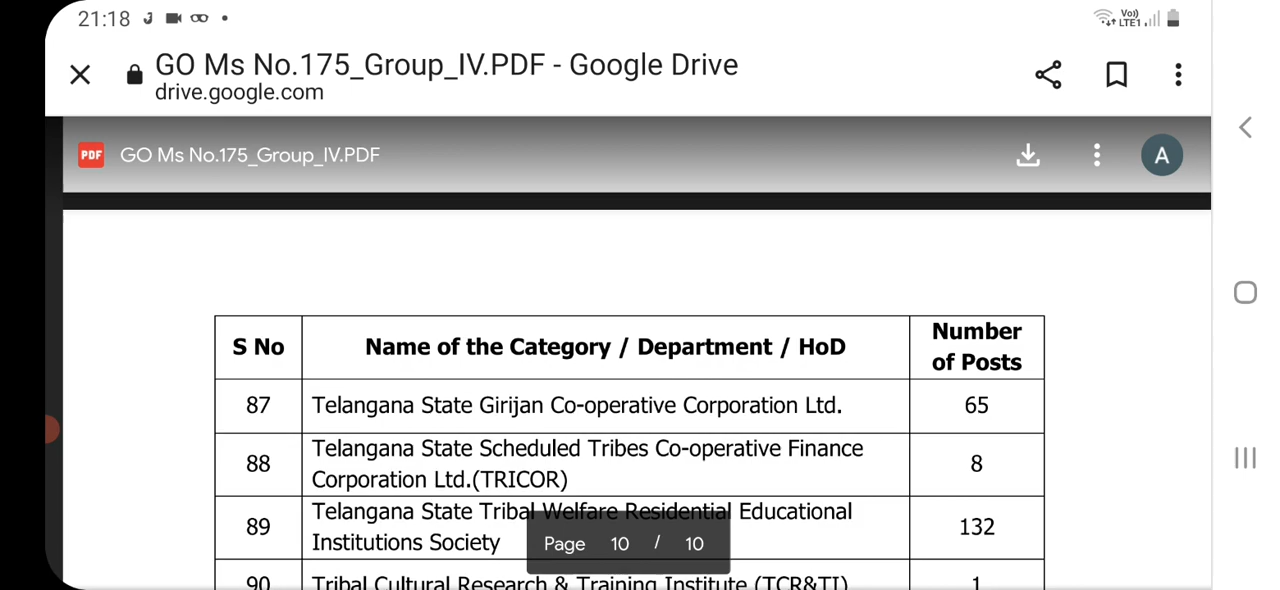 21:18
Vo))
LTE1
GO Ms No.175_Group_IV.PDF - Google Drive
drive.google.com
PDF GO Ms No.175_Group_IV.PDF A
S No Name of the Category / Department / HoD Number of Posts
87 Telangana State Girijan Co-operative Corporation Ltd. 65
88 Telangana State Scheduled Tribes Co-operative Finance
Corporation Ltd.(TRICOR) 8
89 Telangana State Tribal Welfare Residential Educational
Institutions Society 132
Page 10 / 10
90 Tribal Cultural Research & Training Institute (TCR&TI) 1